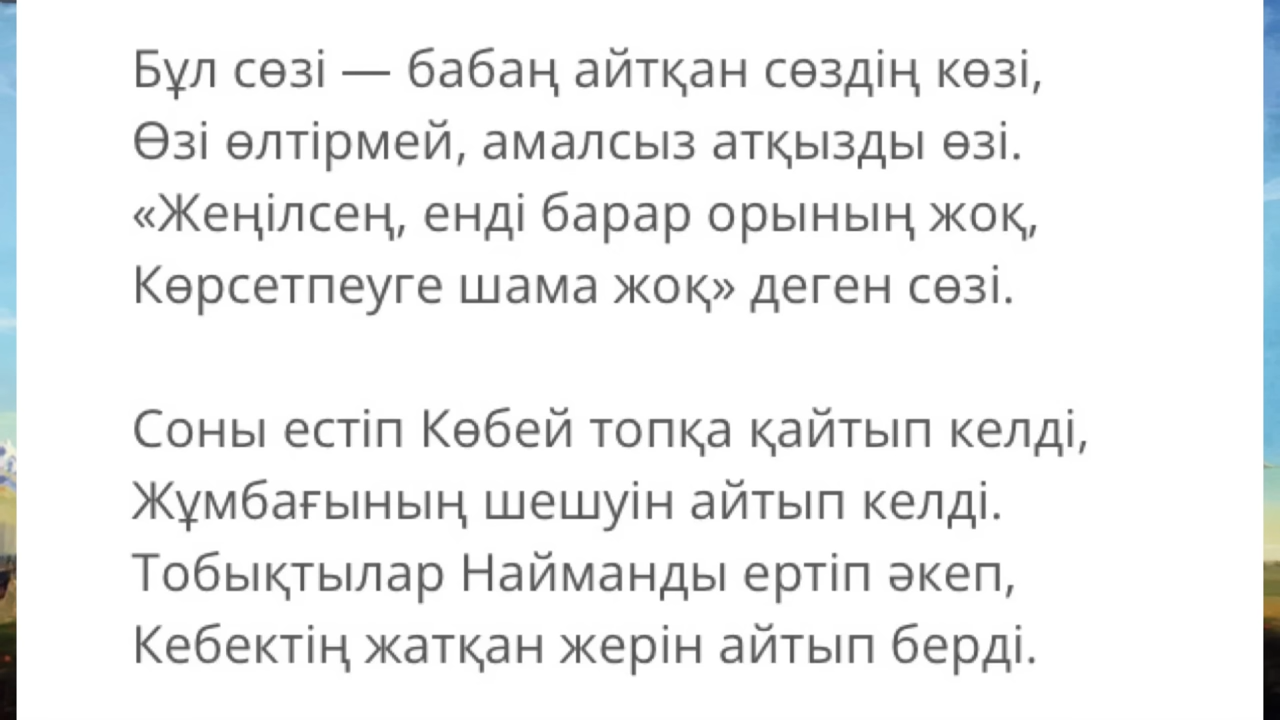 Бұл сөзі — бабаң айтқан сөздің көзі,
Өзі өлтірмей, амалсыз атқызды өзі.
«Жеңілсең, енді барар орының жоқ,
Көрсетпеуге шама жоқ» деген сөзі.
Соны естіп Көбей топқа қайтып келді,
Жұмбағының шешуін айтып келді.
Тобықтылар Найманды ертіп әкеп,
Кебектің жатқан жерін айтып берді.